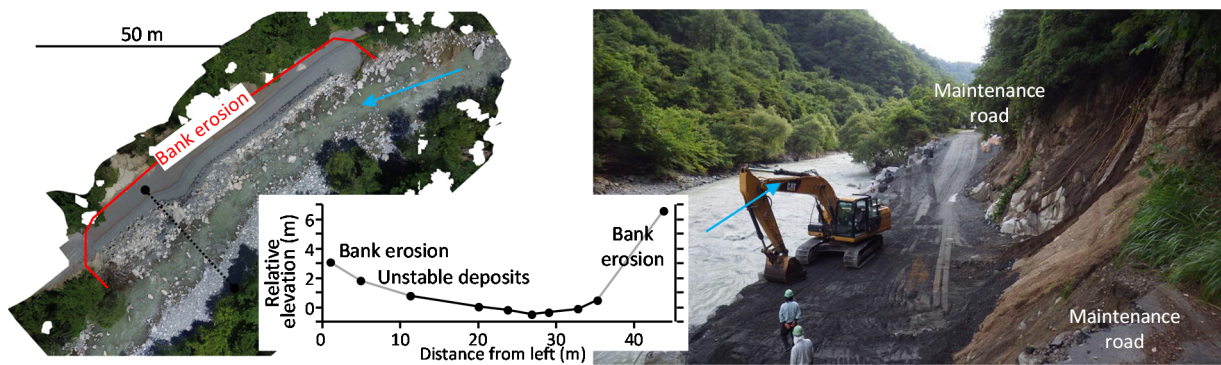 50 m
Bank erosion
Relative
elevation (m)
6
4
2
0
Bank erosion
Unstable deposits
Bank
erosion
0
10
20
30
40
Distance from left (m)
Maintenance
road
CAT
Maintenance
road